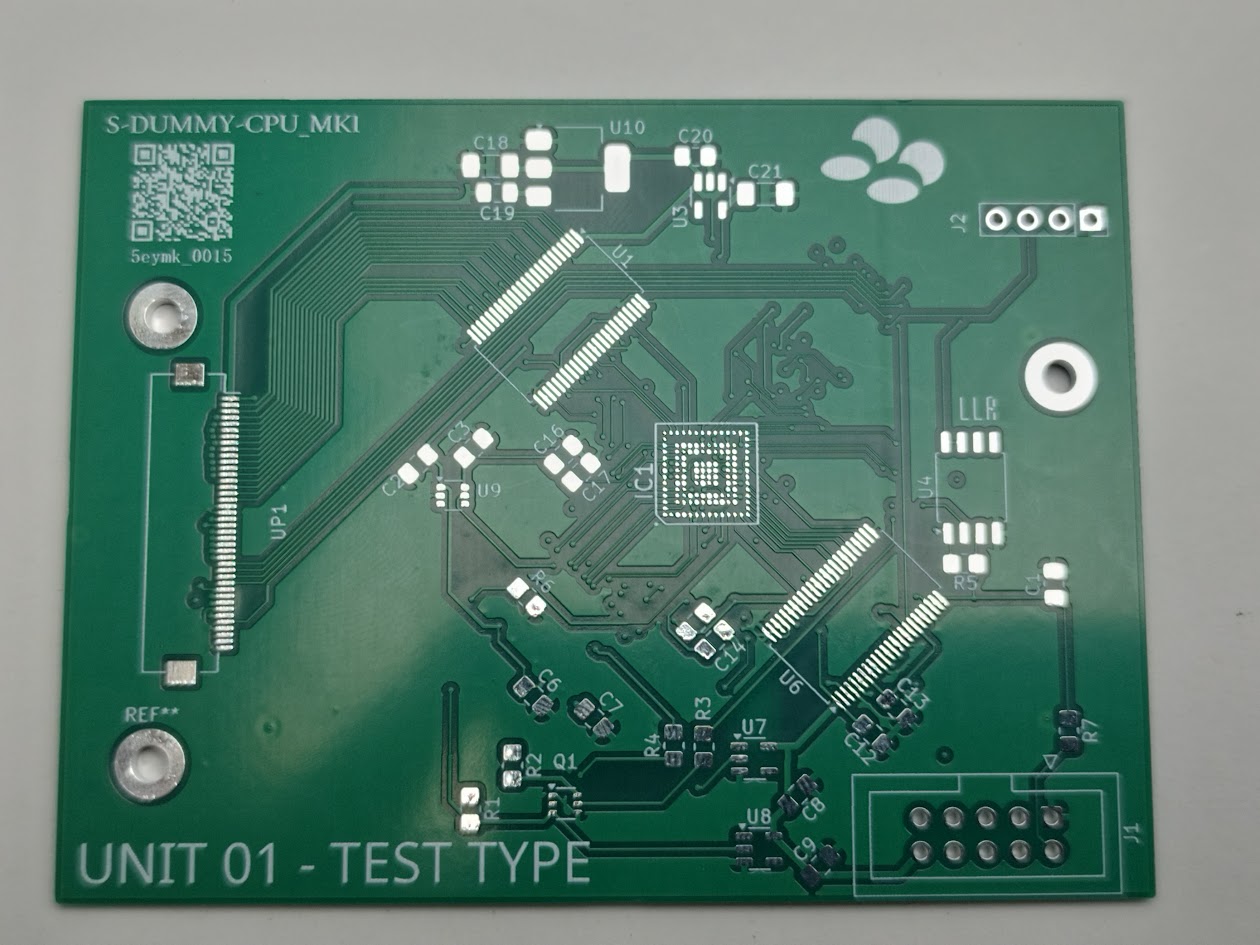 S-DUMMY-CPU_MK1
C18
U10
C20
C21
C19
U3
J2
5eymk_0015
U1
LLR
C3
C16
C2
U9
C17
IC1
U4
UP1
R6
R5
C1
C14
U6
REF**
C6
C7
C13
R4
R3
U7
C12
R7
R2
Q1
R1
C8
U8
C9
J1
UNIT 01 - TEST TYPE